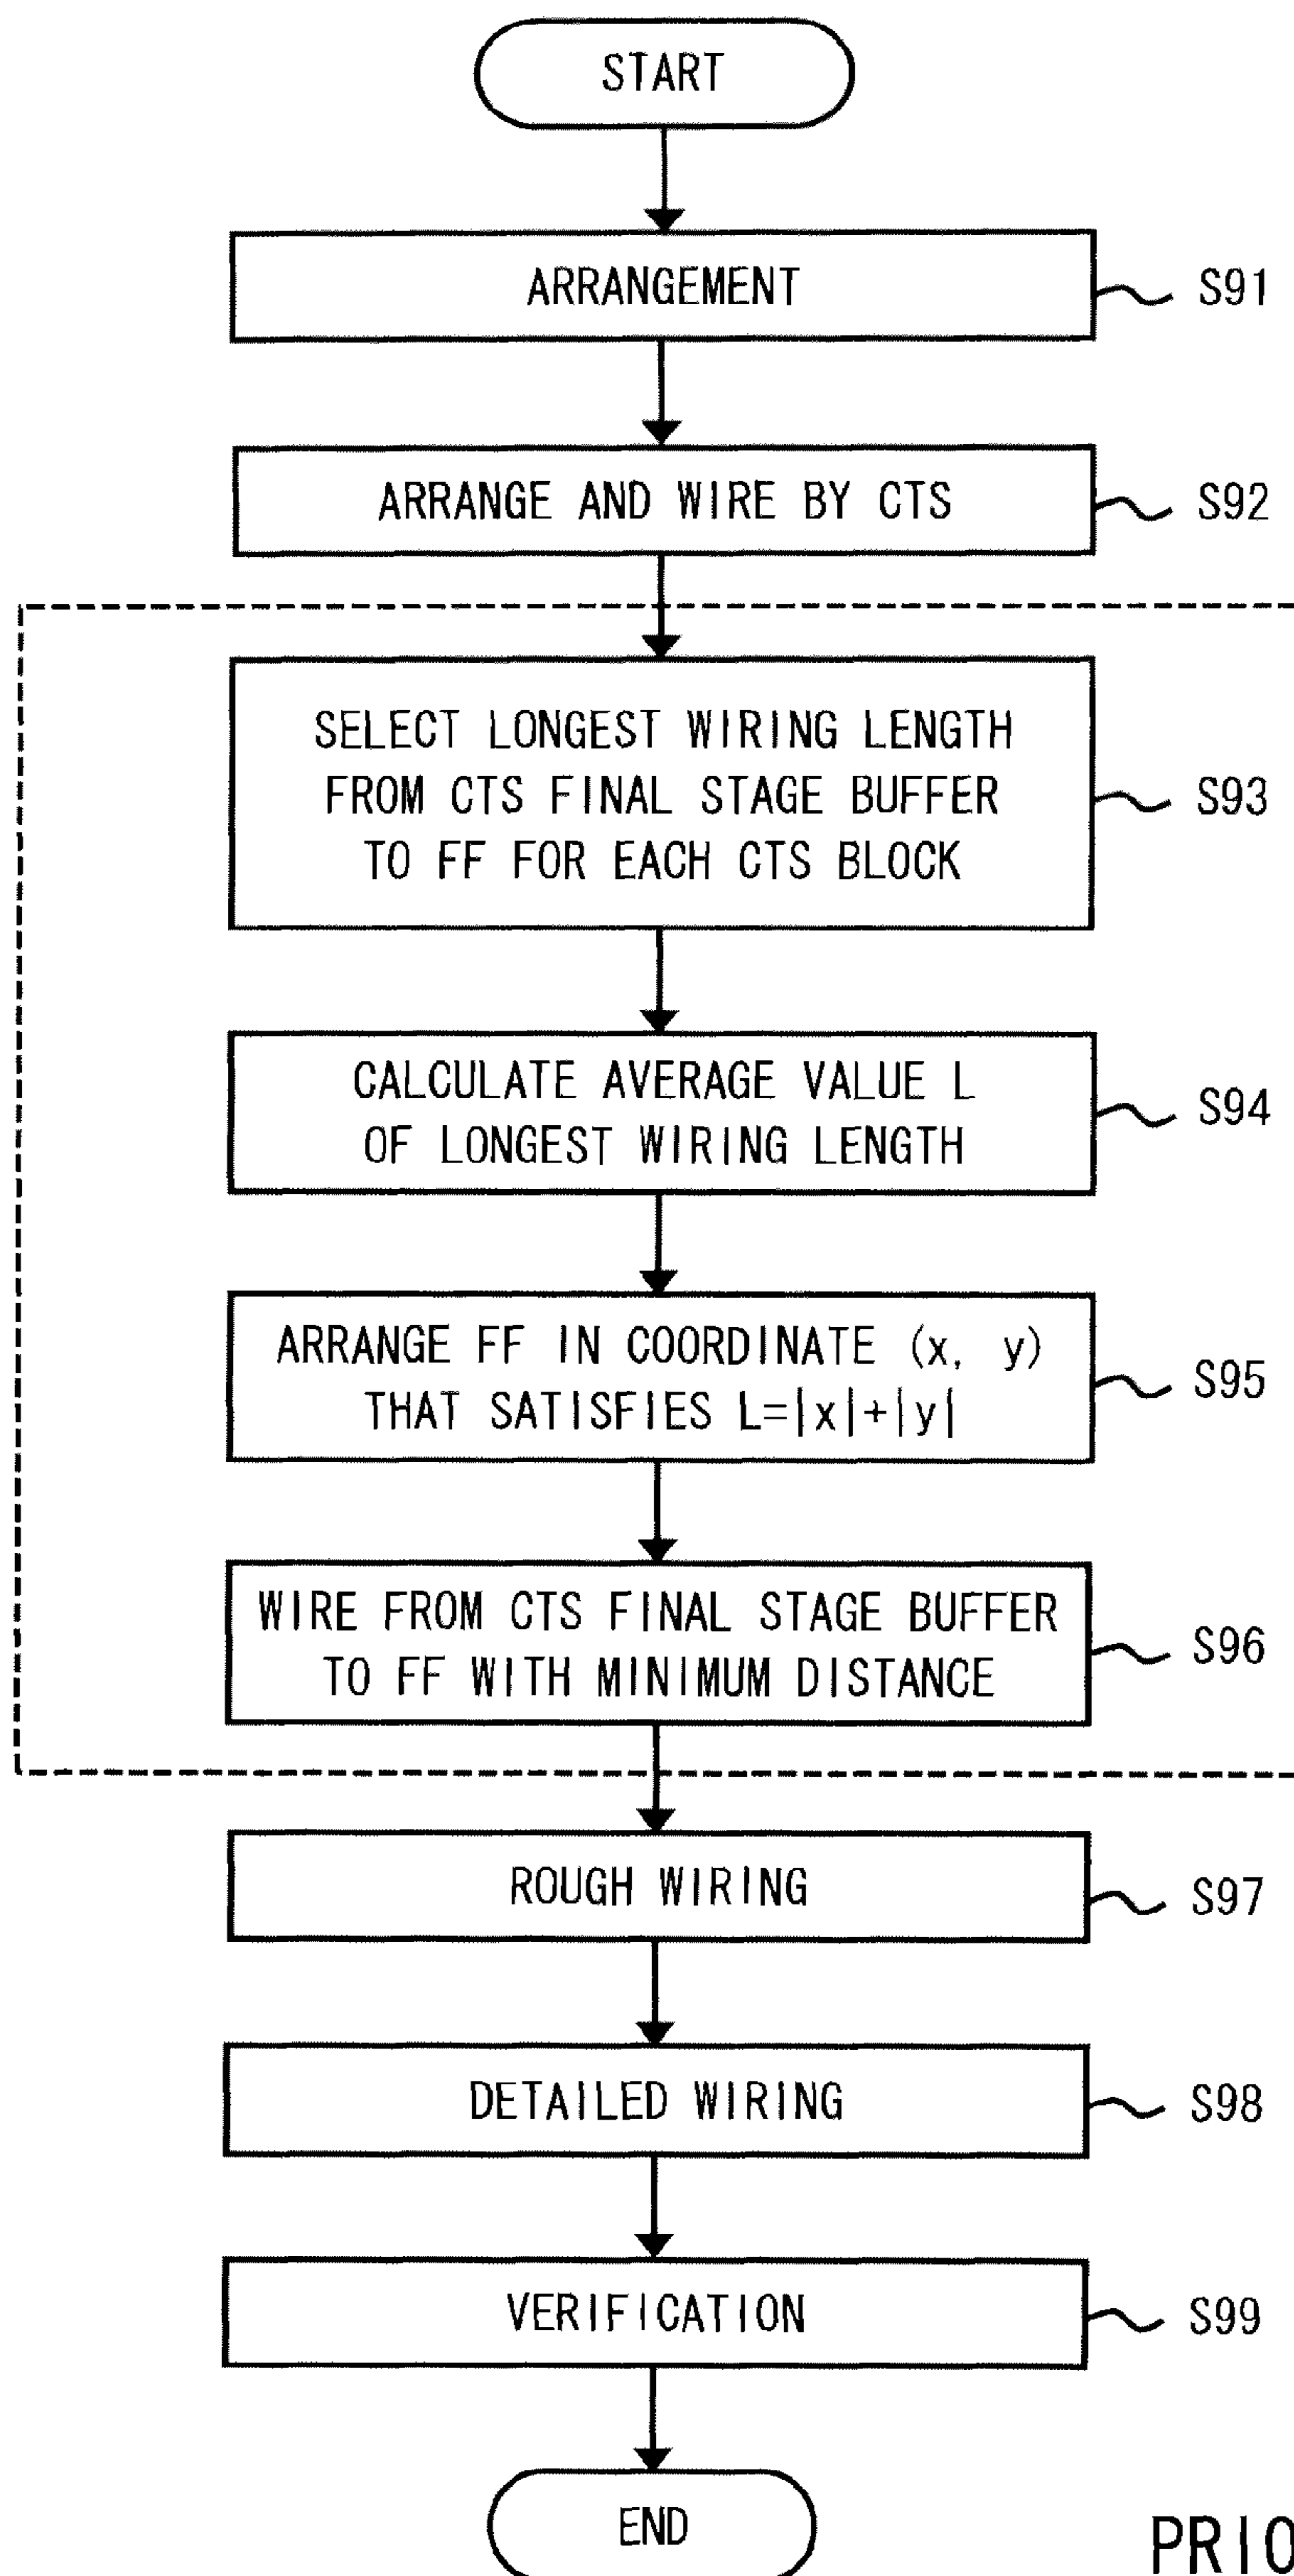 START
ARRANGEMENT
S91
ARRANGE AND WIRE BY CTS
S92
SELECT LONGEST WIRING LENGTH
FROM CTS FINAL STAGE BUFFER
TO FF FOR EACH CTS BLOCK
S93
CALCULATE AVERAGE VALUE L
OF LONGEST WIRING LENGTH
S94
ARRANGE FF IN COORDINATE (x, y)
THAT SATISFIES L=|x|+|y|
S95
WIRE FROM CTS FINAL STAGE BUFFER
TO FF WITH MINIMUM DISTANCE
S96
ROUGH WIRING
S97
DETAILED WIRING
S98
VERIFICATION
S99
END